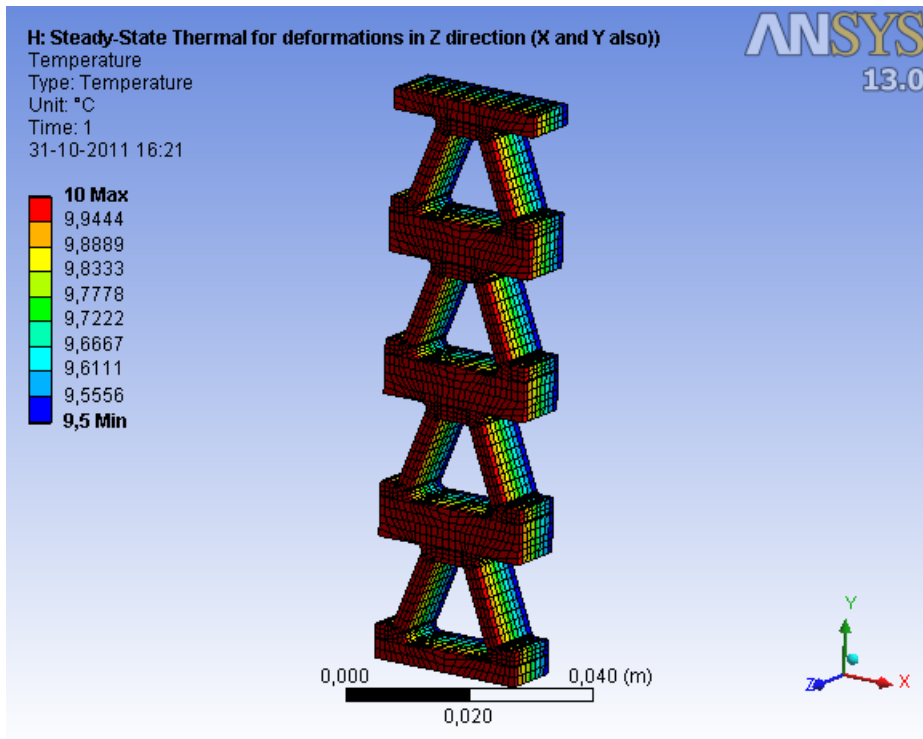 H: Steady-State Thermal for deformations in Z direction (X and Y also))
Temperature
Type: Temperature
Unit: °C
Time: 1
31-10-2011 16:21
ANSYS
13.0
10 Max
9,9444
9,8889
9,8333
9,7778
9,7222
9,6667
9,6111
9,5556
9,5 Min
0,000
0,040 (m)
0,020
Y
Z
X